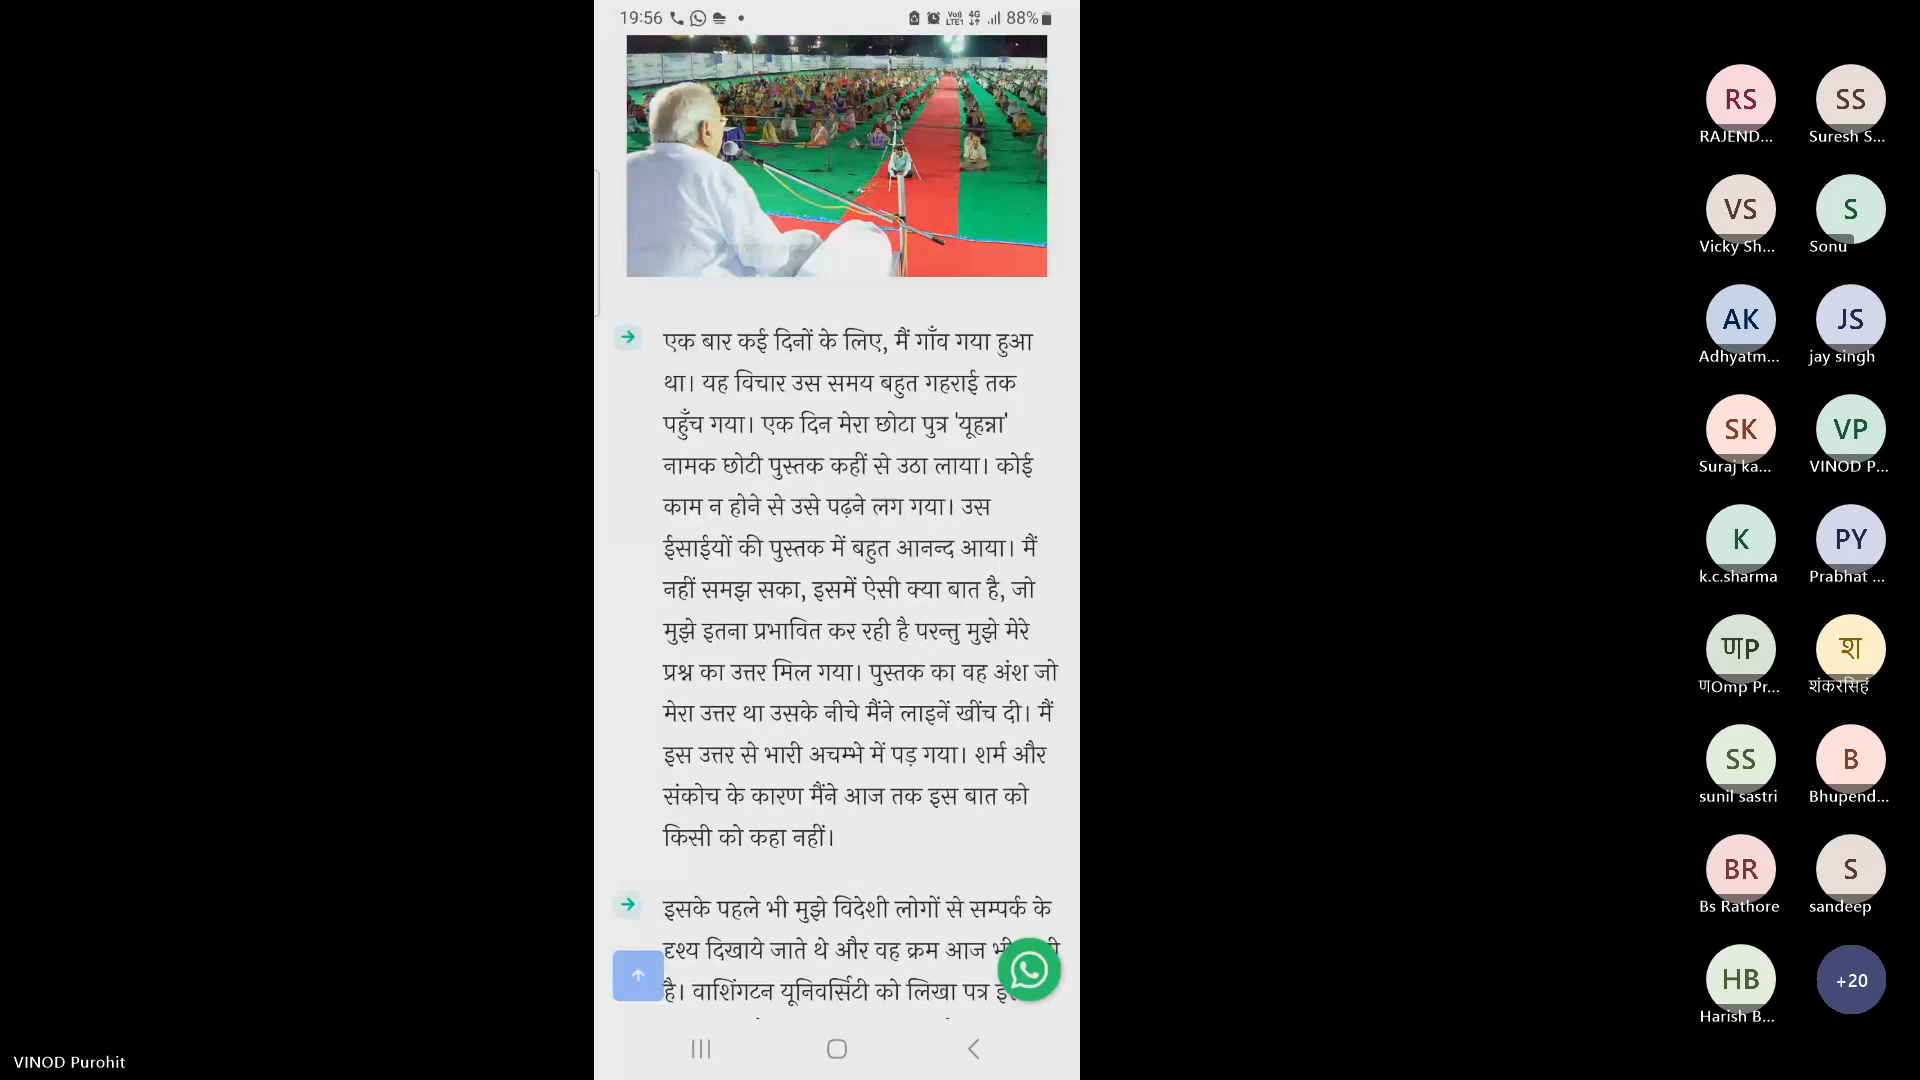 19:56
Vo)) LTE1 4G 88%
एक बार कई दिनों के लिए, मैं गाँव गया हुआ
था। यह विचार उस समय बहुत गहराई तक
पहुँच गया। एक दिन मेरा छोटा पुत्र 'यूहन्ना'
नामक छोटी पुस्तक कहीं से उठा लाया। कोई
काम न होने से उसे पढ़ने लग गया। उस
ईसाईयों की पुस्तक में बहुत आनन्द आया। मैं
नहीं समझ सका, इसमें ऐसी क्या बात है, जो
मुझे इतना प्रभावित कर रही है परन्तु मुझे मेरे
प्रश्न का उत्तर मिल गया। पुस्तक का वह अंश जो
मेरा उत्तर था उसके नीचे मैंने लाइनें खींच दी। मैं
इस उत्तर से भारी अचम्भे में पड़ गया। शर्म और
संकोच के कारण मैंने आज तक इस बात को
किसी को कहा नहीं।
इसके पहले भी मुझे विदेशी लोगों से सम्पर्क के
दृश्य दिखाये जाते थे और वह क्रम आज
है। वाशिंगटन यूनिवर्सिटी को लिखा पत्र
RS
SS
RAJEND...
Suresh S...
VS
S
Vicky Sh...
Sonu
AK
JS
Adhyatm...
jay singh
SK
VP
Suraj ka...
VINOD P...
K
PY
k.c.sharma
Prabhat ...
णP
श
णOmp Pr...
शंकरसिहं
SS
B
sunil sastri
Bhupend...
BR
S
Bs Rathore
sandeep
HB
+20
Harish B...
VINOD Purohit